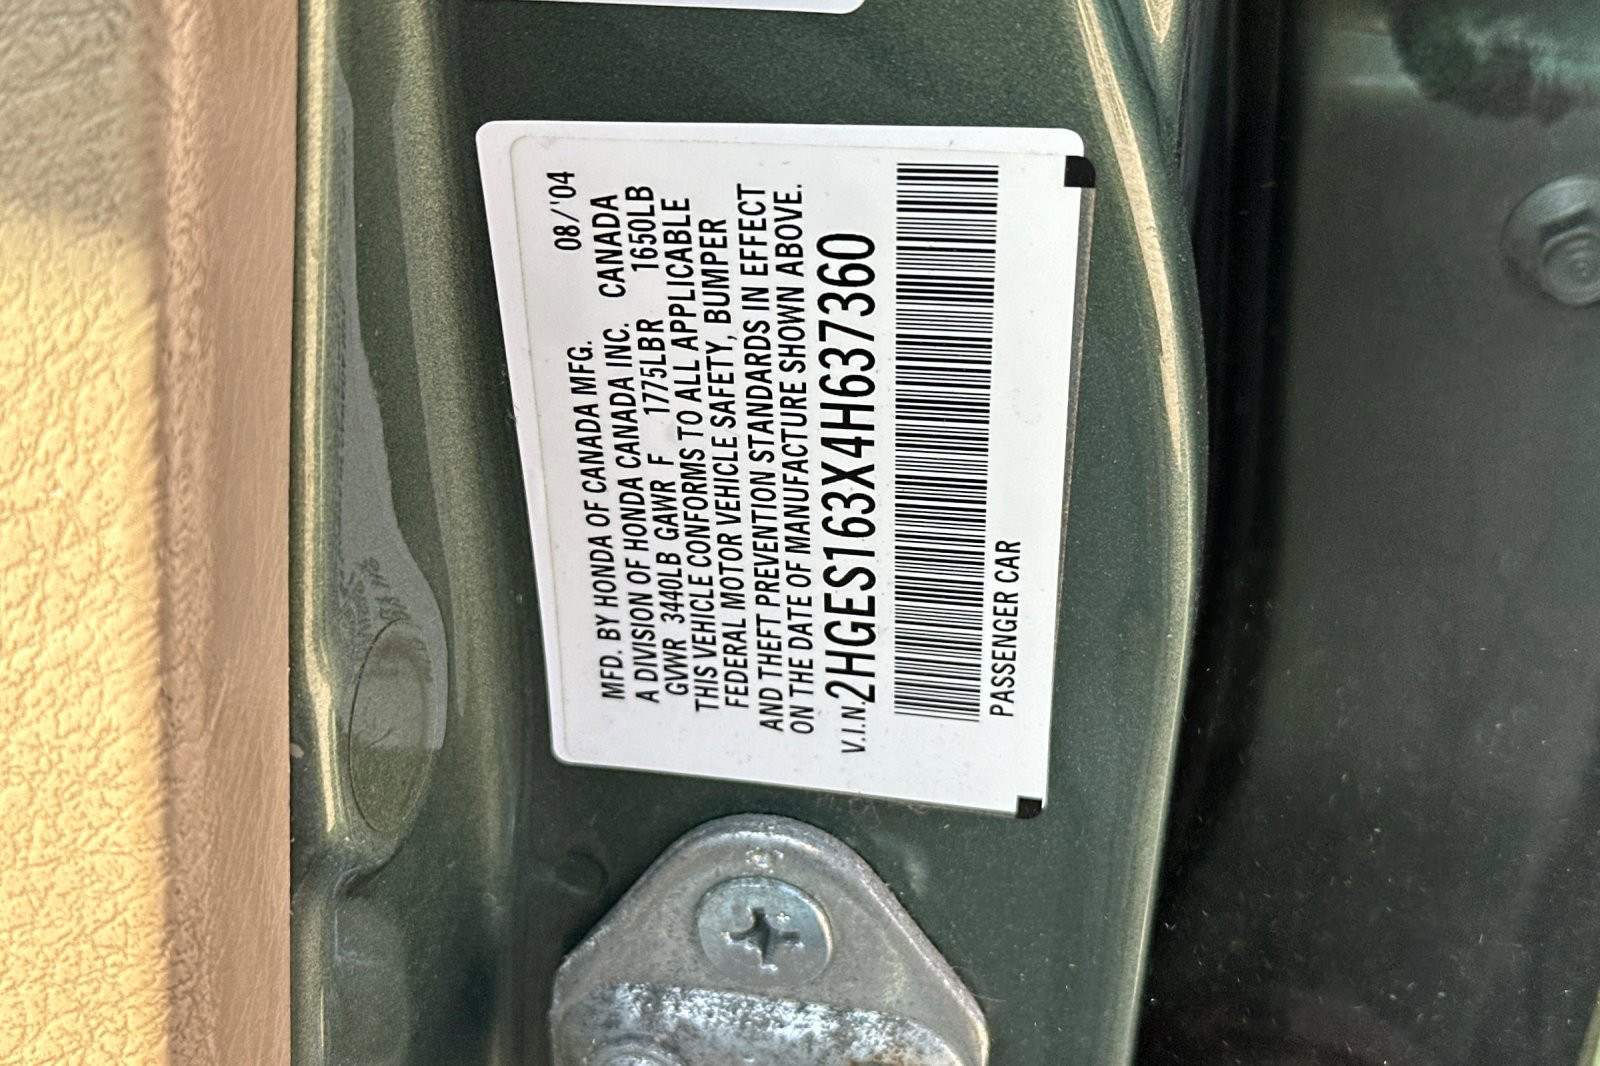 MFD. BY HONDA OF CANADA MFG. 08/'04
A DIVISION OF HONDA CANADA INC. CANADA
GVWR 3440LB GAWR F 1775LBR 1650LB
THIS VEHICLE CONFORMS TO ALL APPLICABLE
FEDERAL MOTOR VEHICLE SAFETY, BUMPER
AND THEFT PREVENTION STANDARDS IN EFFECT
ON THE DATE OF MANUFACTURE SHOWN ABOVE.
V.I.N. 2HGES163X4H637360
PASSENGER CAR